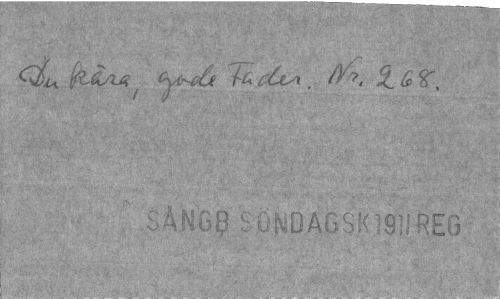 Du kära, gode Fader. Nr. 268.
SÅNGB SÖNDAGSK 1911 REG